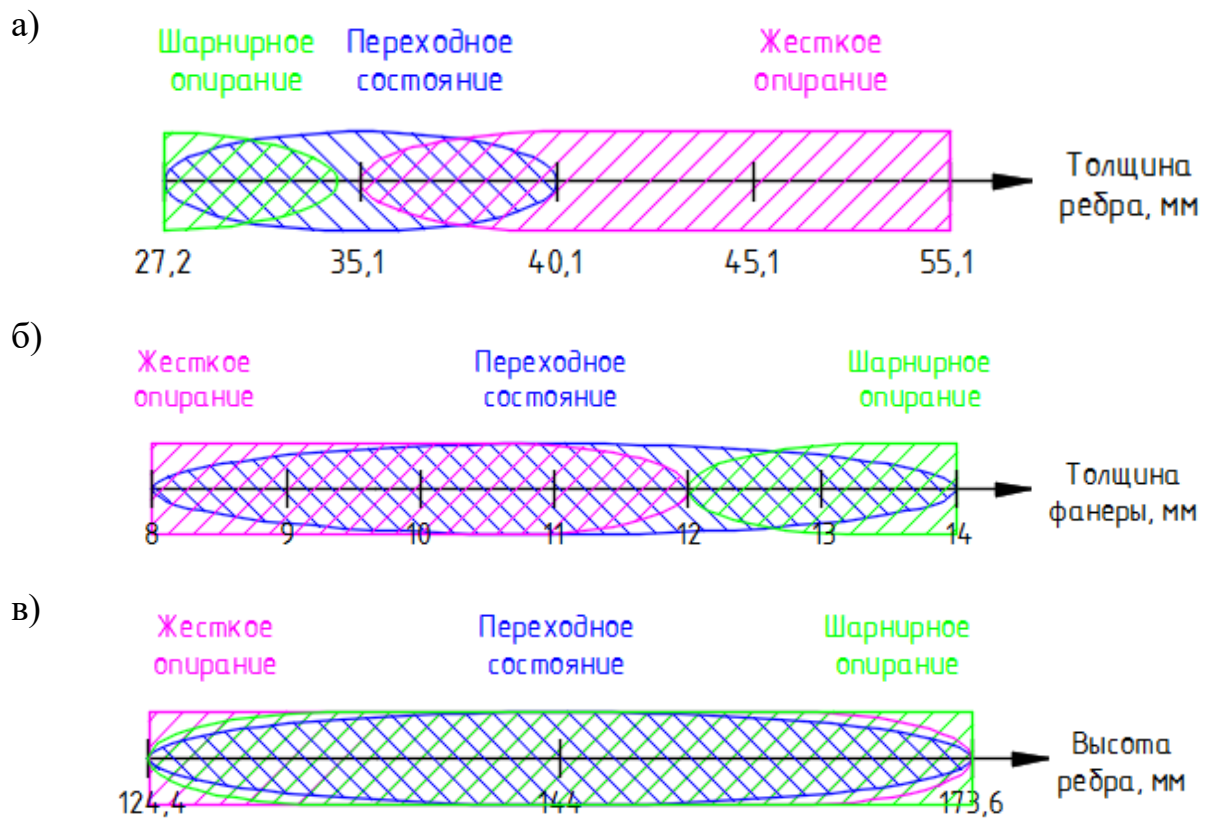 а)
Шарнирное Переходное Жесткое
опирание состояние опирание
Толщина
ребра, мм
27,2 35,1 40,1 45,1 55,1
б)
Жесткое Переходное Шарнирное
опирание состояние опирание
Толщина
фанеры, мм
8 9 10 11 12 13 14
в)
Жесткое Переходное Шарнирное
опирание состояние опирание
Высота
ребра, мм
124,4 144 173,6